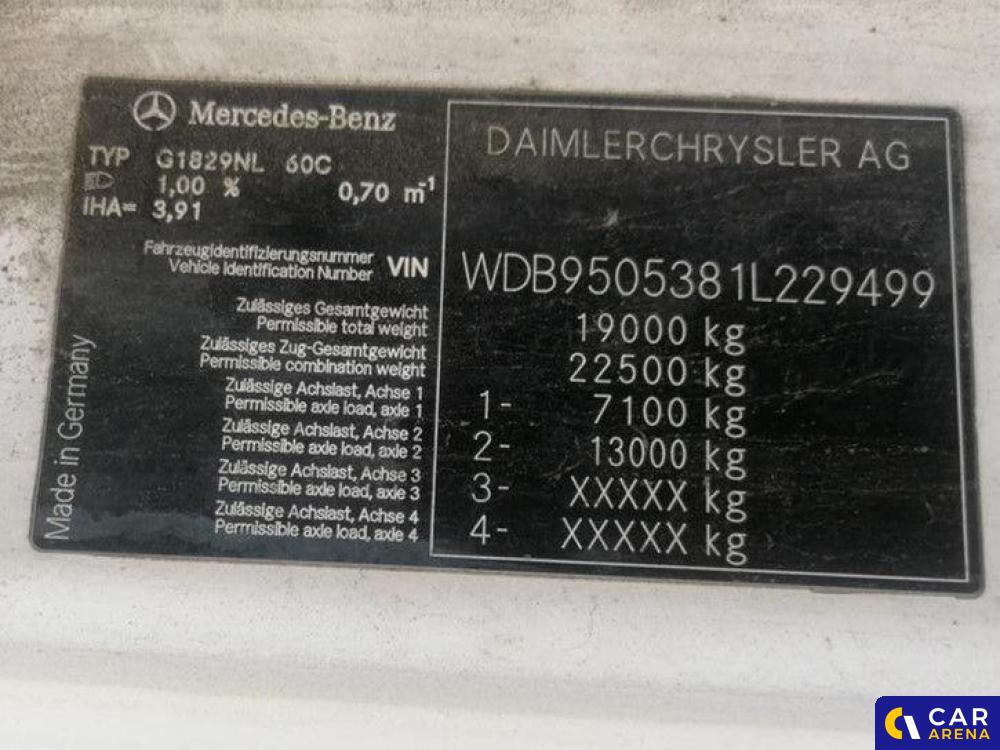 Mercedes-Benz
TYP G1829NL 60C
1,00 % 0,70 m-1
IHA= 3,91
DAIMLERCHRYSLER AG
Fahrzeugidentifizierungsnummer
Vehicle Identification Number VIN WDB9505381L229499
Zulässiges Gesamtgewicht
Permissible total weight 19000 kg
Zulässiges Zug-Gesamtgewicht
Permissible combination weight 22500 kg
Zulässige Achslast, Achse 1
Permissible axle load, axle 1 1- 7100 kg
Zulässige Achslast, Achse 2
Permissible axle load, axle 2 2- 13000 kg
Zulässige Achslast, Achse 3
Permissible axle load, axle 3 3- XXXXX kg
Zulässige Achslast, Achse 4
Permissible axle load, axle 4 4- XXXXX kg
Made in Germany
CAR
ARENA